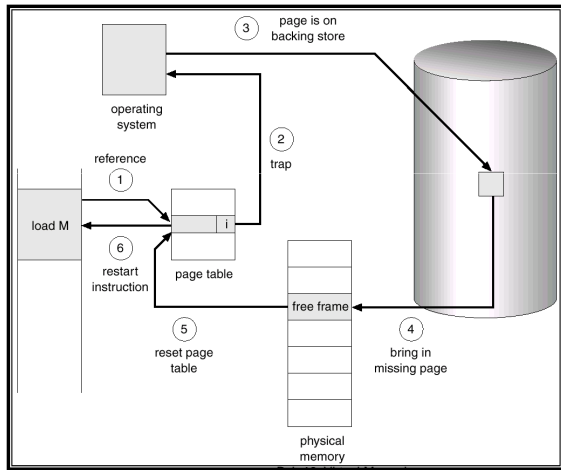 3
page is on
backing store
operating
system
2
trap
reference
1
load M
i
6
restart
instruction
page table
free frame
5
reset page
table
4
bring in
missing page
physical
memory